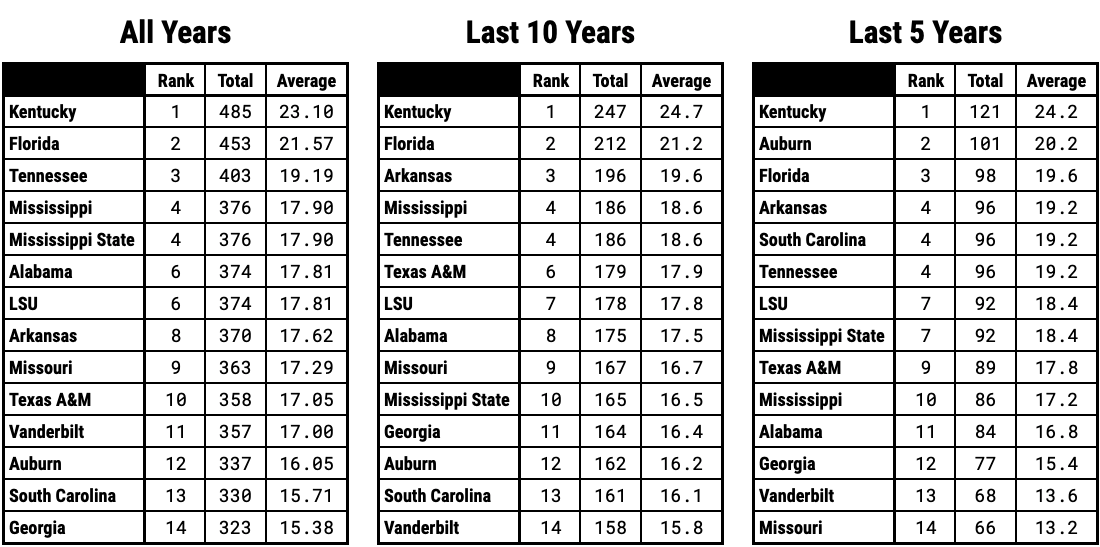 All Years Last 10 Years Last 5 Years
Rank Total Average Rank Total Average Rank Total Average
Kentucky 1 485 23.10 Kentucky 1 247 24.7 Kentucky 1 121 24.2
Florida 2 453 21.57 Florida 2 212 21.2 Auburn 2 101 20.2
Tennessee 3 403 19.19 Arkansas 3 196 19.6 Florida 3 98 19.6
Mississippi 4 376 17.90 Mississippi 4 186 18.6 Arkansas 4 96 19.2
Mississippi State 4 376 17.90 Tennessee 4 186 18.6 South Carolina 4 96 19.2
Alabama 6 374 17.81 Texas A&M 6 179 17.9 Tennessee 4 96 19.2
LSU 6 374 17.81 LSU 7 178 17.8 LSU 7 92 18.4
Arkansas 8 370 17.62 Alabama 8 175 17.5 Mississippi State 7 92 18.4
Missouri 9 363 17.29 Missouri 9 167 16.7 Texas A&M 9 89 17.8
Texas A&M 10 358 17.05 Mississippi State 10 165 16.5 Mississippi 10 86 17.2
Vanderbilt 11 357 17.00 Georgia 11 164 16.4 Alabama 11 84 16.8
Auburn 12 337 16.05 Auburn 12 162 16.2 Georgia 12 77 15.4
South Carolina 13 330 15.71 South Carolina 13 161 16.1 Vanderbilt 13 68 13.6
Georgia 14 323 15.38 Vanderbilt 14 158 15.8 Missouri 14 66 13.2